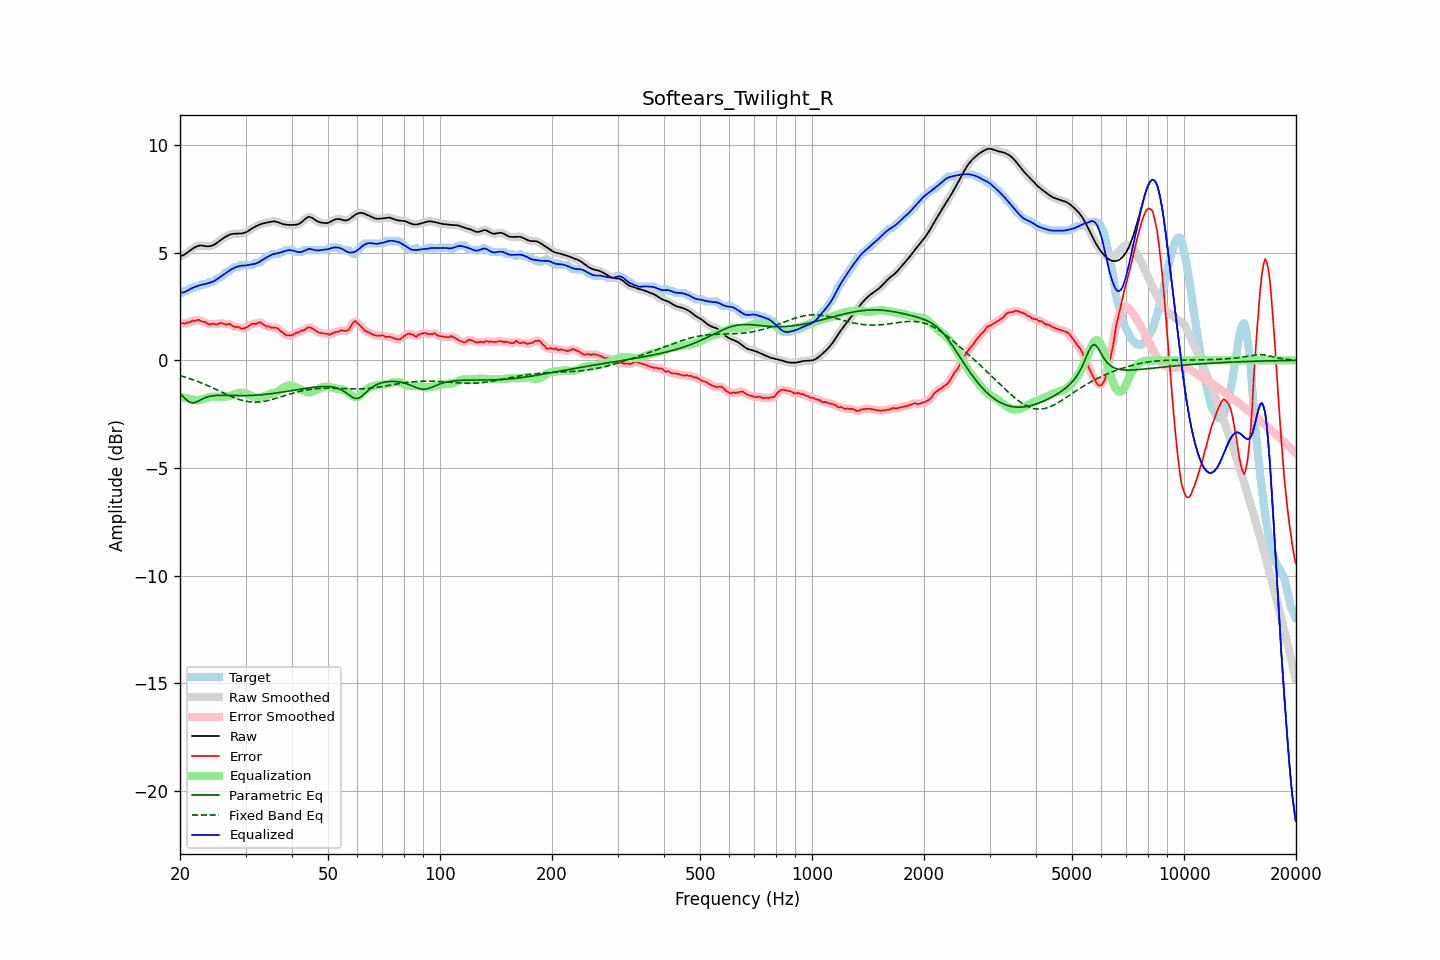 Softears_Twilight_R
10
5
0
−5
−10
−15
−20
Amplitude (dBr)
Target
Raw Smoothed
Error Smoothed
Raw
Error
Equalization
Parametric Eq
Fixed Band Eq
Equalized
20 50 100 200 500 1000 2000 5000 10000 20000
Frequency (Hz)